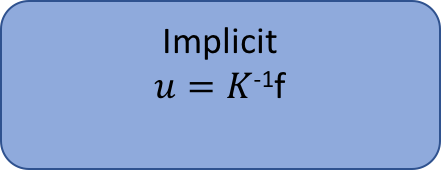 Implicit
𝑢 = 𝐾⁻¹f